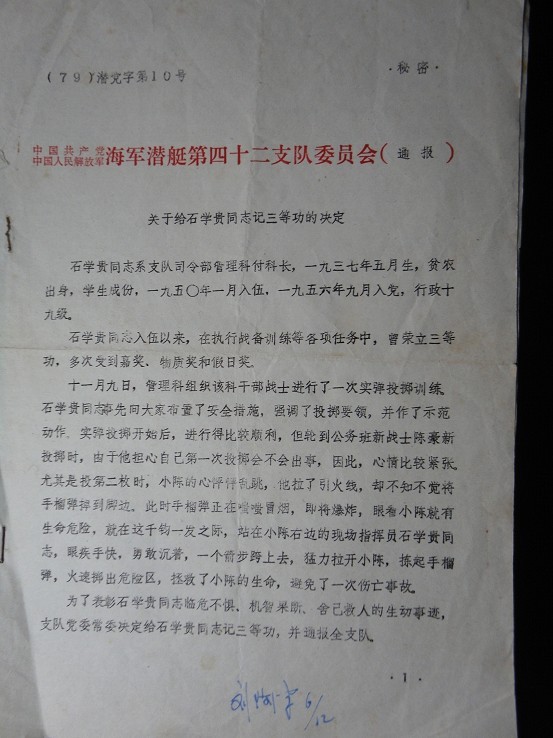 (79)潜党字第10号
·秘密·
中国共产党
中国人民解放军海军潜艇第四十二支队委员会(通报)
关于给石学贵同志记三等功的决定
石学贵同志系支队司令部管理科付科长，一九三七年五月生，贫农
出身，学生成份，一九五〇年一月入伍，一九五六年九月入党，行政十
九级。
石学贵同志入伍以来，在执行战备训练等各项任务中，曾荣立三等
功，多次受到嘉奖、物质奖和假日奖。
十一月九日，管理科组织该科干部战士进行了一次实弹投掷训练。
石学贵同志事先向大家布置了安全措施，强调了投掷要领，并作了示范
动作。实弹投掷开始后，进行得比较顺利，但轮到公务班新战士陈豪新
投掷时，由于他担心自己第一次投掷会不会出事，因此，心情比较紧张。
尤其是投第二枚时，小陈的心怦怦乱跳，他拉了引火线，却不知不觉将
手榴弹掉到脚边。此时手榴弹正在嗤嗤冒烟，即将爆炸，眼看小陈就有
生命危险，就在这千钧一发之际，站在小陈右边的现场指挥员石学贵同
志，眼疾手快，勇敢沉着，一个箭步跨上去，猛力拉开小陈，拣起手榴
弹，火速掷出危险区，拯救了小陈的生命，避免了一次伤亡事故。
为了表彰石学贵同志临危不惧、机智果断、舍己救人的生动事迹，
支队党委常委决定给石学贵同志记三等功，并通报全支队。
·1·
6/12